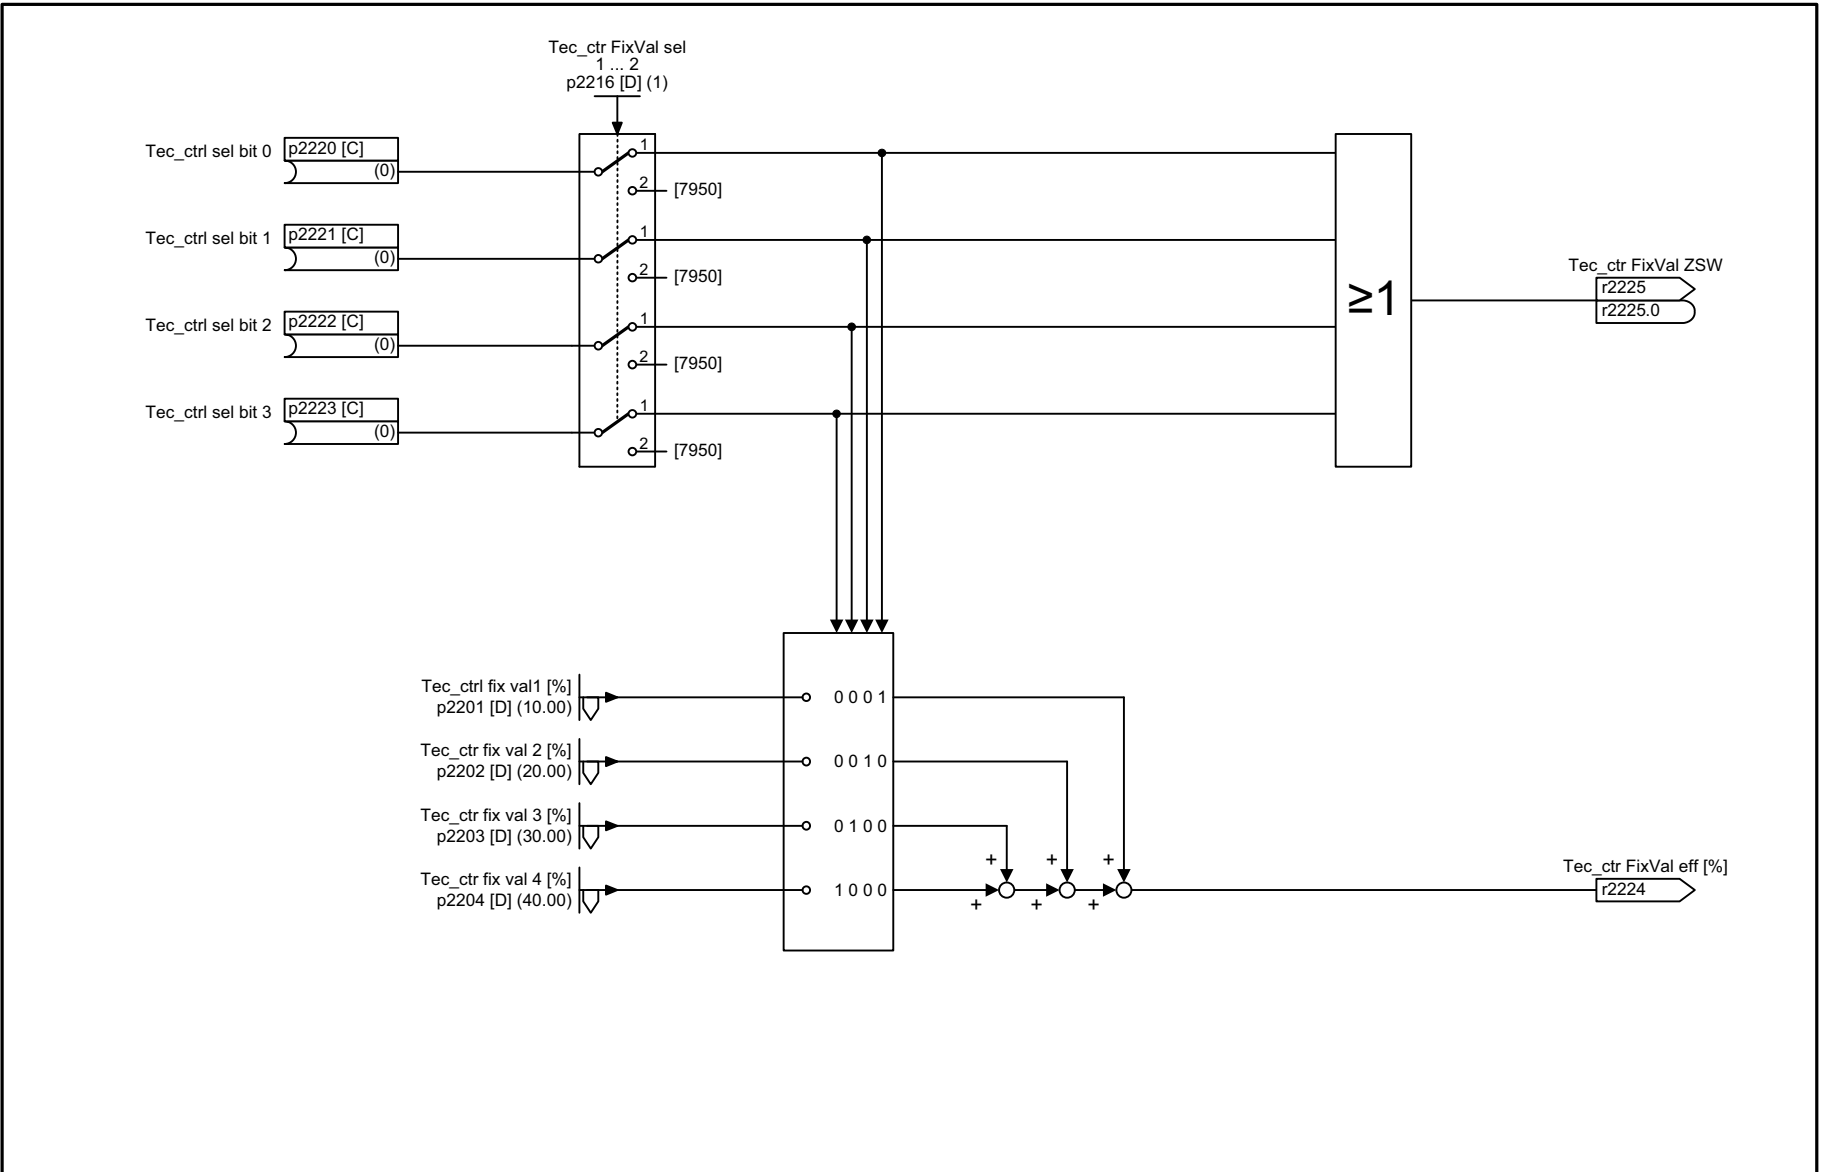 Tec_ctr FixVal sel
1 ... 2
p2216 [D] (1)
Tec_ctrl sel bit 0
p2220 [C]
(0)
1
2
[7950]
Tec_ctrl sel bit 1
p2221 [C]
(0)
1
2
[7950]
Tec_ctrl sel bit 2
p2222 [C]
(0)
1
2
[7950]
Tec_ctrl sel bit 3
p2223 [C]
(0)
1
2
[7950]
≥1
Tec_ctr FixVal ZSW
r2225
r2225.0
Tec_ctrl fix val1 [%]
p2201 [D] (10.00)
0 0 0 1
Tec_ctr fix val 2 [%]
p2202 [D] (20.00)
0 0 1 0
Tec_ctr fix val 3 [%]
p2203 [D] (30.00)
0 1 0 0
Tec_ctr fix val 4 [%]
p2204 [D] (40.00)
1 0 0 0
+ + +
+ + +
Tec_ctr FixVal eff [%]
r2224